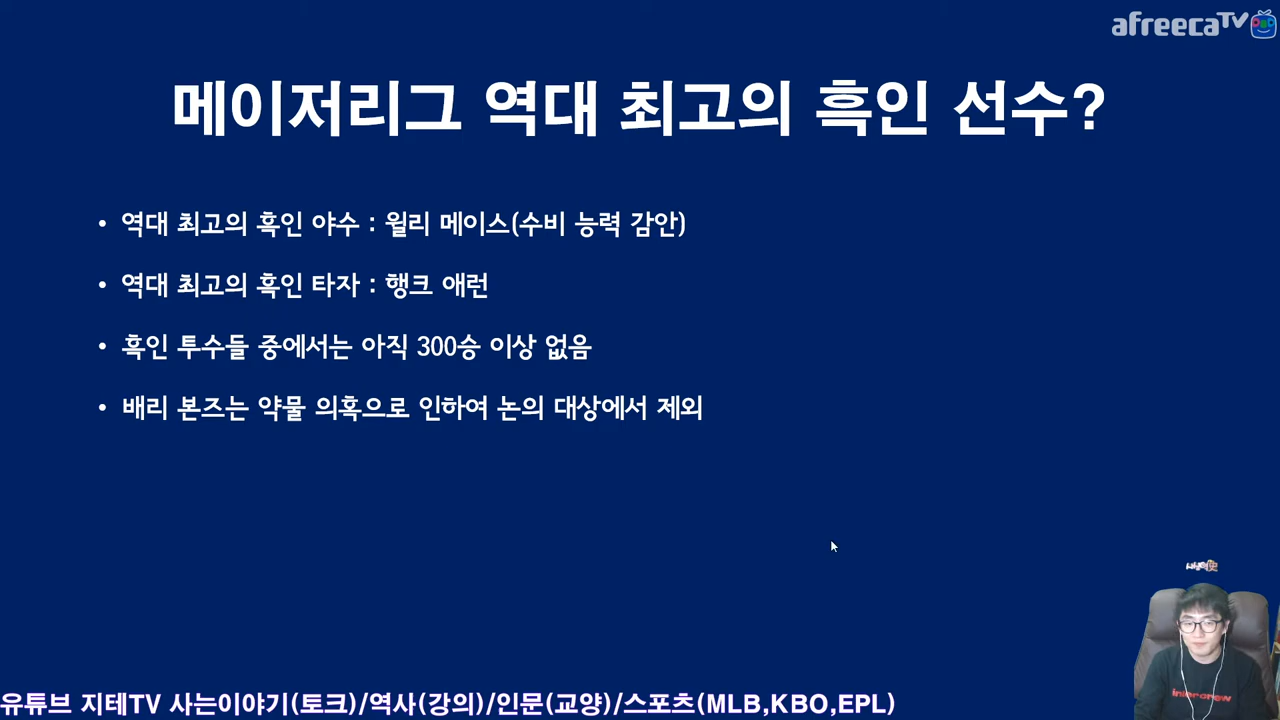 afreecaTV
메이저리그 역대 최고의 흑인 선수?
• 역대 최고의 흑인 야수 : 윌리 메이스(수비 능력 감안)
• 역대 최고의 흑인 타자 : 행크 애런
• 흑인 투수들 중에서는 아직 300승 이상 없음
• 배리 본즈는 약물 의혹으로 인하여 논의 대상에서 제외
intercrew
유튜브 지테TV 사는이야기(토크)/역사(강의)/인문(교양)/스포츠(MLB,KBO,EPL)